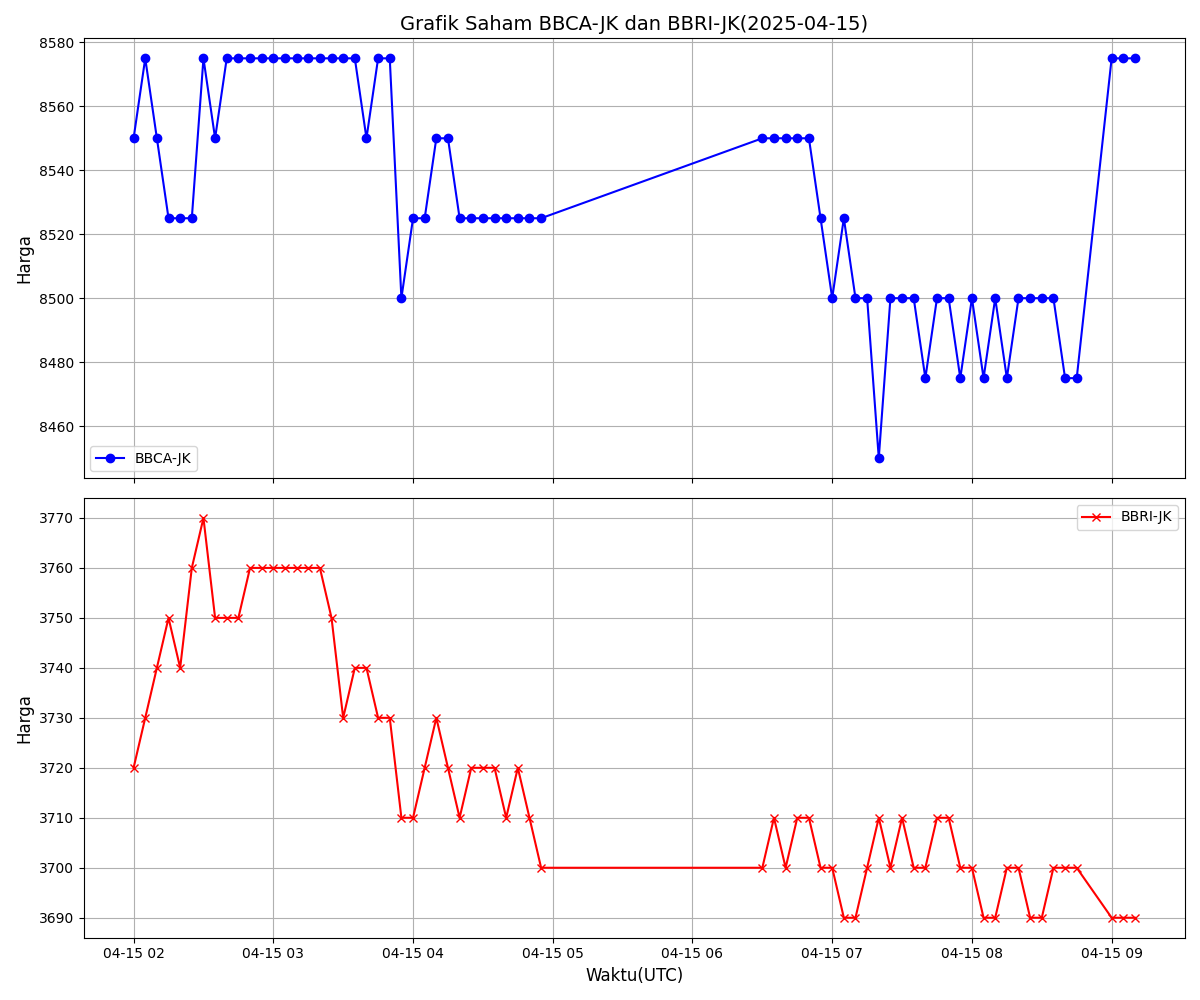 Grafik Saham BBCA-JK dan BBRI-JK(2025-04-15)
Harga
8580
8560
8540
8520
8500
8480
8460
BBCA-JK
Harga
3770
3760
3750
3740
3730
3720
3710
3700
3690
BBRI-JK
04-15 02 04-15 03 04-15 04 04-15 05 04-15 06 04-15 07 04-15 08 04-15 09
Waktu(UTC)